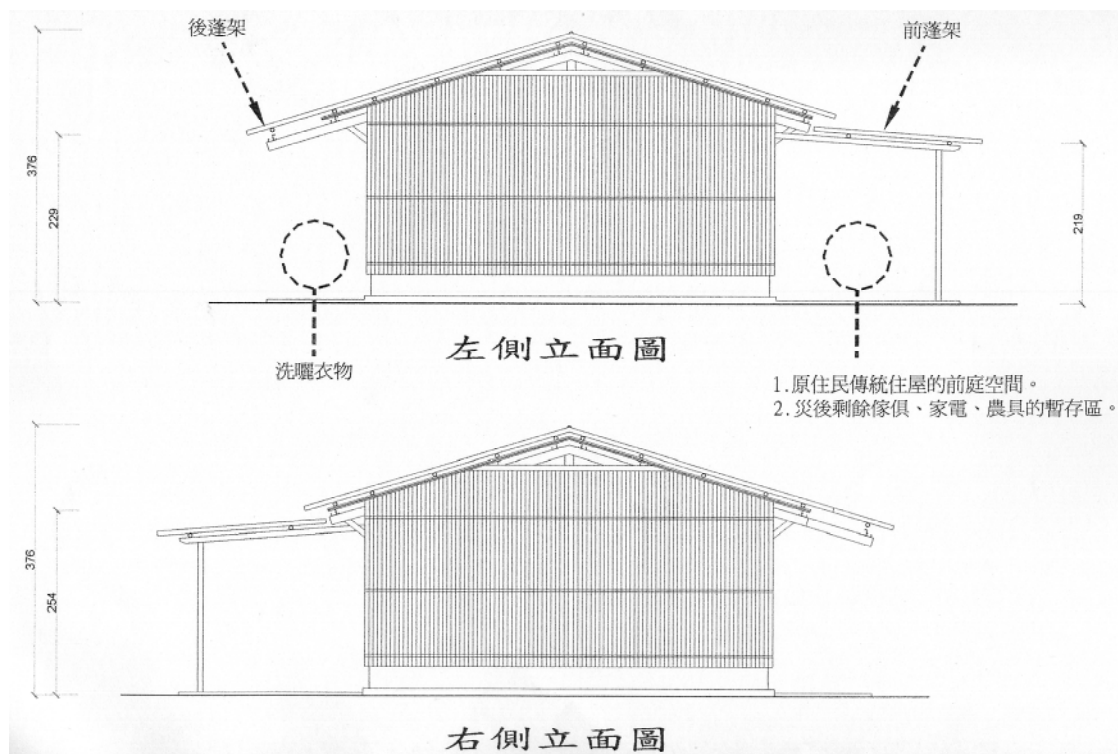 後蓬架
前蓬架
376
229
219
左側立面圖
洗曬衣物
1.原住民傳統住屋的前庭空間。
2.災後剩餘傢俱、家電、農具的暫存區。
376
254
右側立面圖